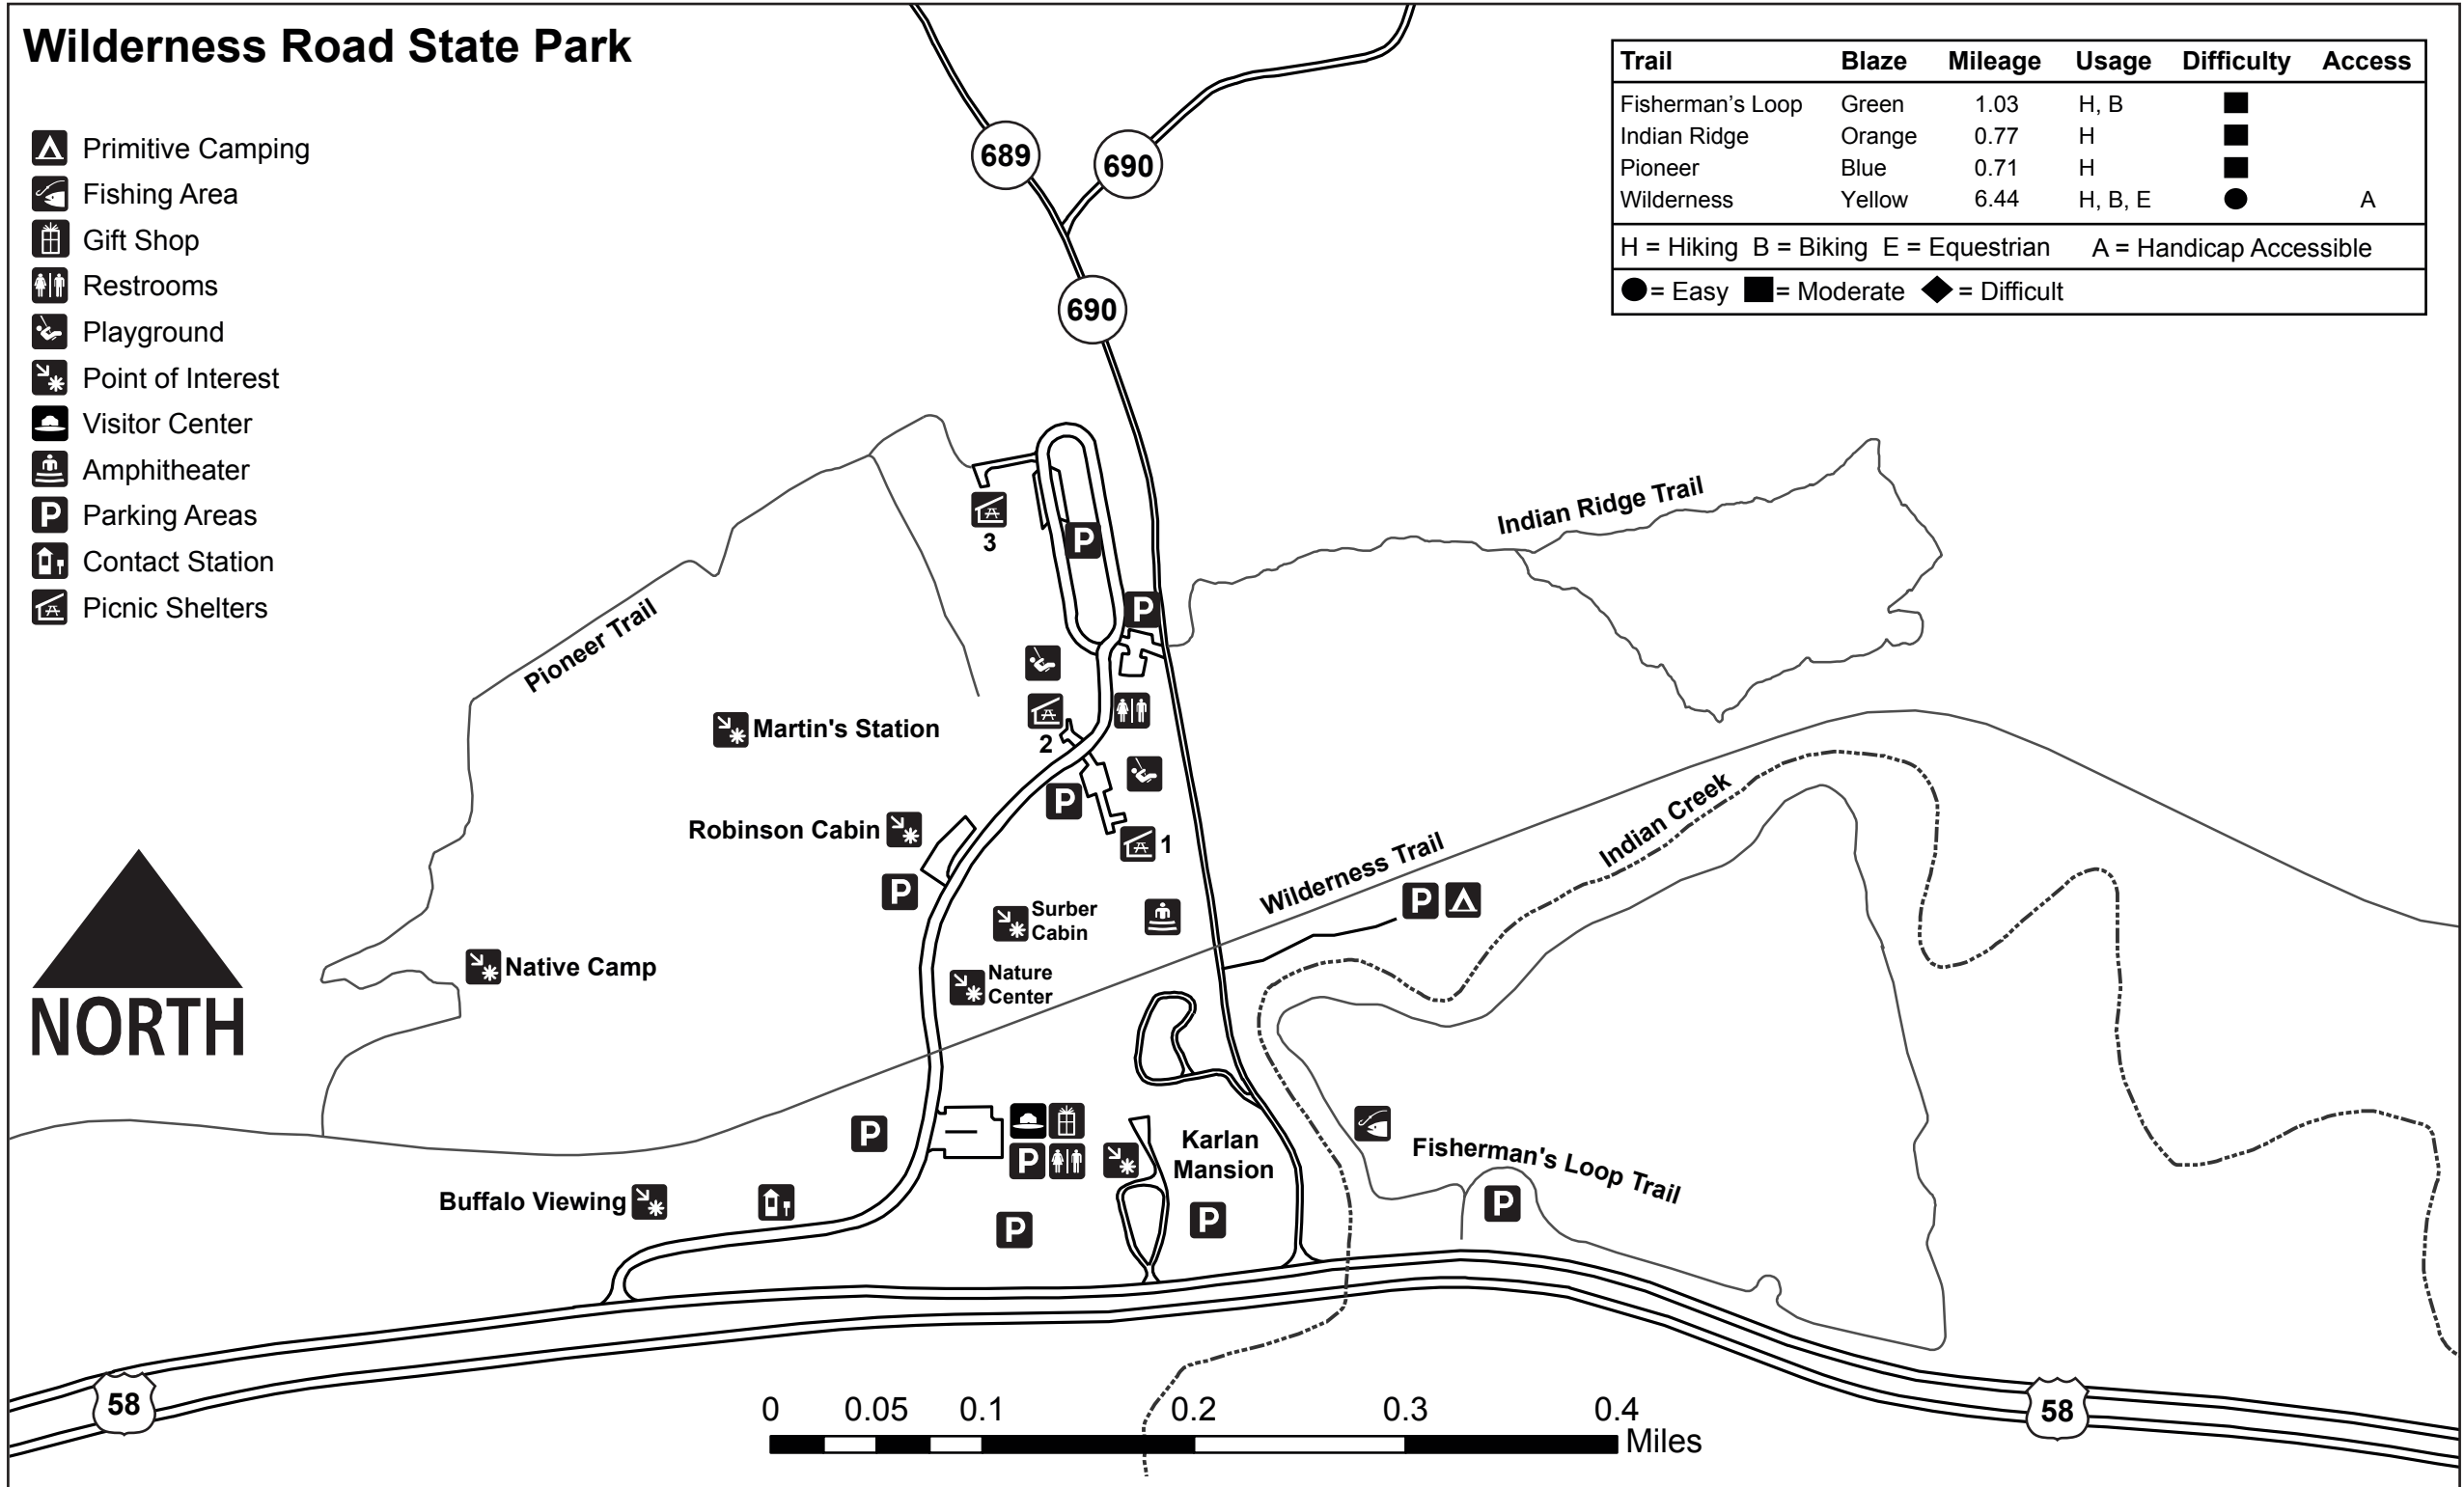 Wilderness Road State Park
Primitive Camping
Fishing Area
Gift Shop
Restrooms
Playground
Point of Interest
Visitor Center
Amphitheater
P Parking Areas
Contact Station
Picnic Shelters
Trail Blaze Mileage Usage Difficulty Access
Fisherman's Loop Green 1.03 H, B
Indian Ridge Orange 0.77 H
Pioneer Blue 0.71 H
Wilderness Yellow 6.44 H, B, E A
H = Hiking B = Biking E = Equestrian A = Handicap Accessible
= Easy = Moderate = Difficult
689
690
690
Indian Ridge Trail
3
P
P
Pioneer Trail
Martin's Station
2
P
Robinson Cabin
1
P
Indian Creek
Wilderness Trail
P
Surber
Cabin
Native Camp
Nature
Center
NORTH
P
P
Karlan
Mansion
Fisherman's Loop Trail
P
Buffalo Viewing
P
P
58
58
0 0.05 0.1 0.2 0.3 0.4
Miles